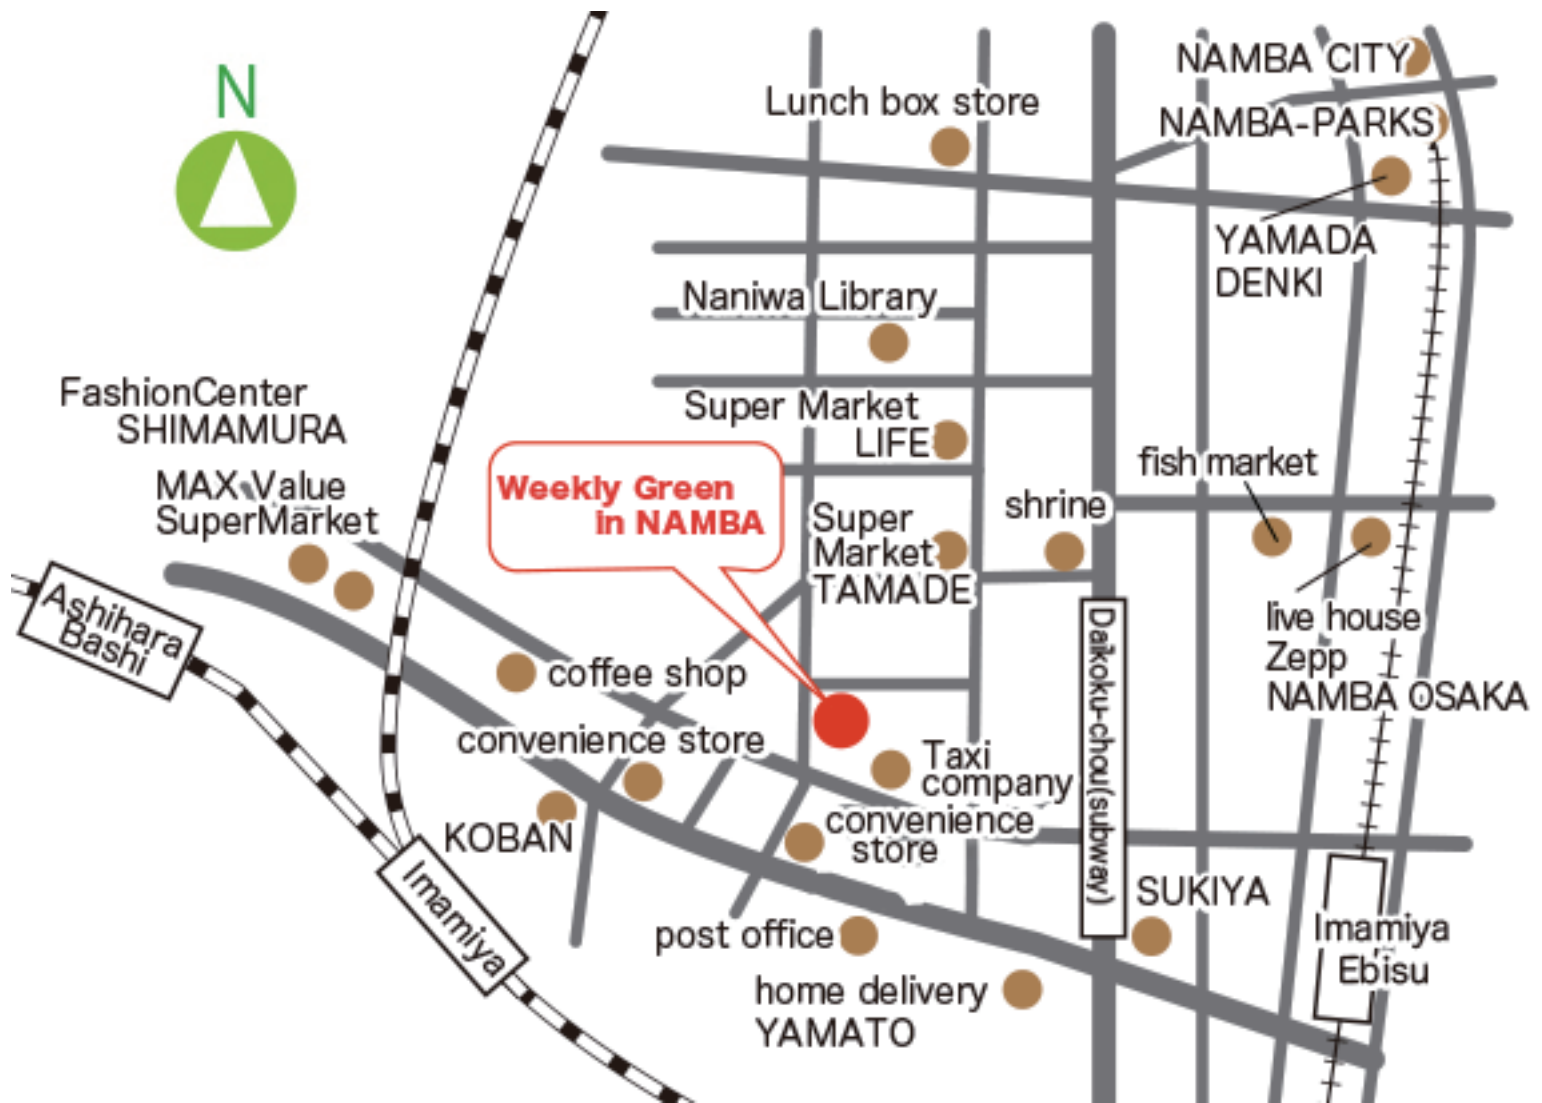 N
NAMBA CITY
Lunch box store
NAMBA-PARKS
YAMADA
DENKI
Naniwa Library
FashionCenter
SHIMAMURA
Super Market
LIFE
fish market
MAX Value
SuperMarket
Weekly Green
in NAMBA
shrine
Super
Market
TAMADE
Ashihara
Bashi
live house
Zepp
NAMBA OSAKA
Daikoku-chou(subway)
coffee shop
convenience store
Taxi
company
KOBAN
convenience
store
Imamiya
SUKIYA
post office
Imamiya
Ebisu
home delivery
YAMATO